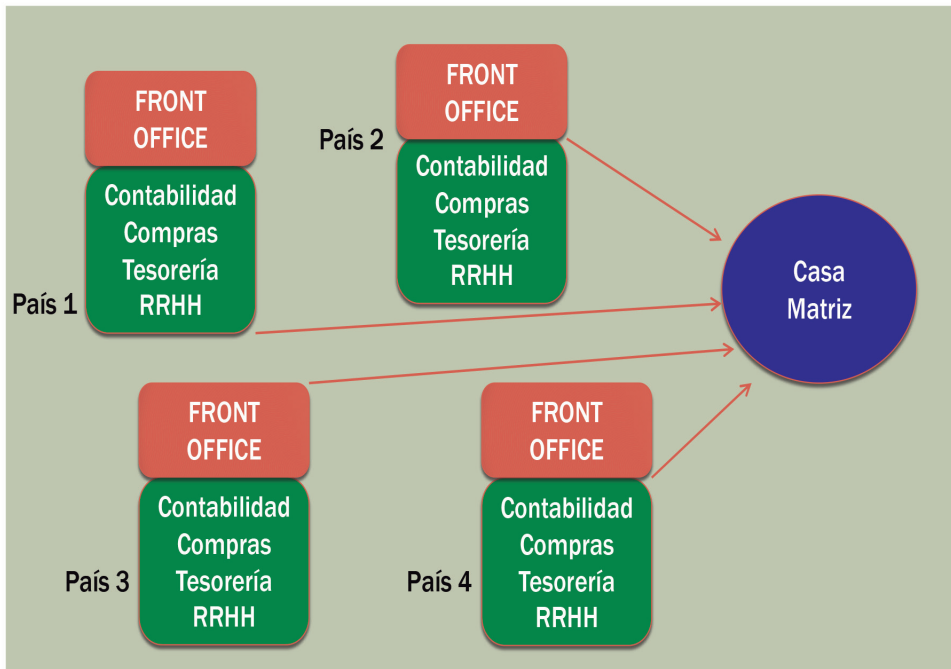 FRONT
OFFICE
Contabilidad
Compras
Tesorería
RRHH
País 1
FRONT
OFFICE
País 2
Contabilidad
Compras
Tesorería
RRHH
Casa
Matriz
FRONT
OFFICE
Contabilidad
Compras
Tesorería
RRHH
País 3
FRONT
OFFICE
Contabilidad
Compras
Tesorería
RRHH
País 4